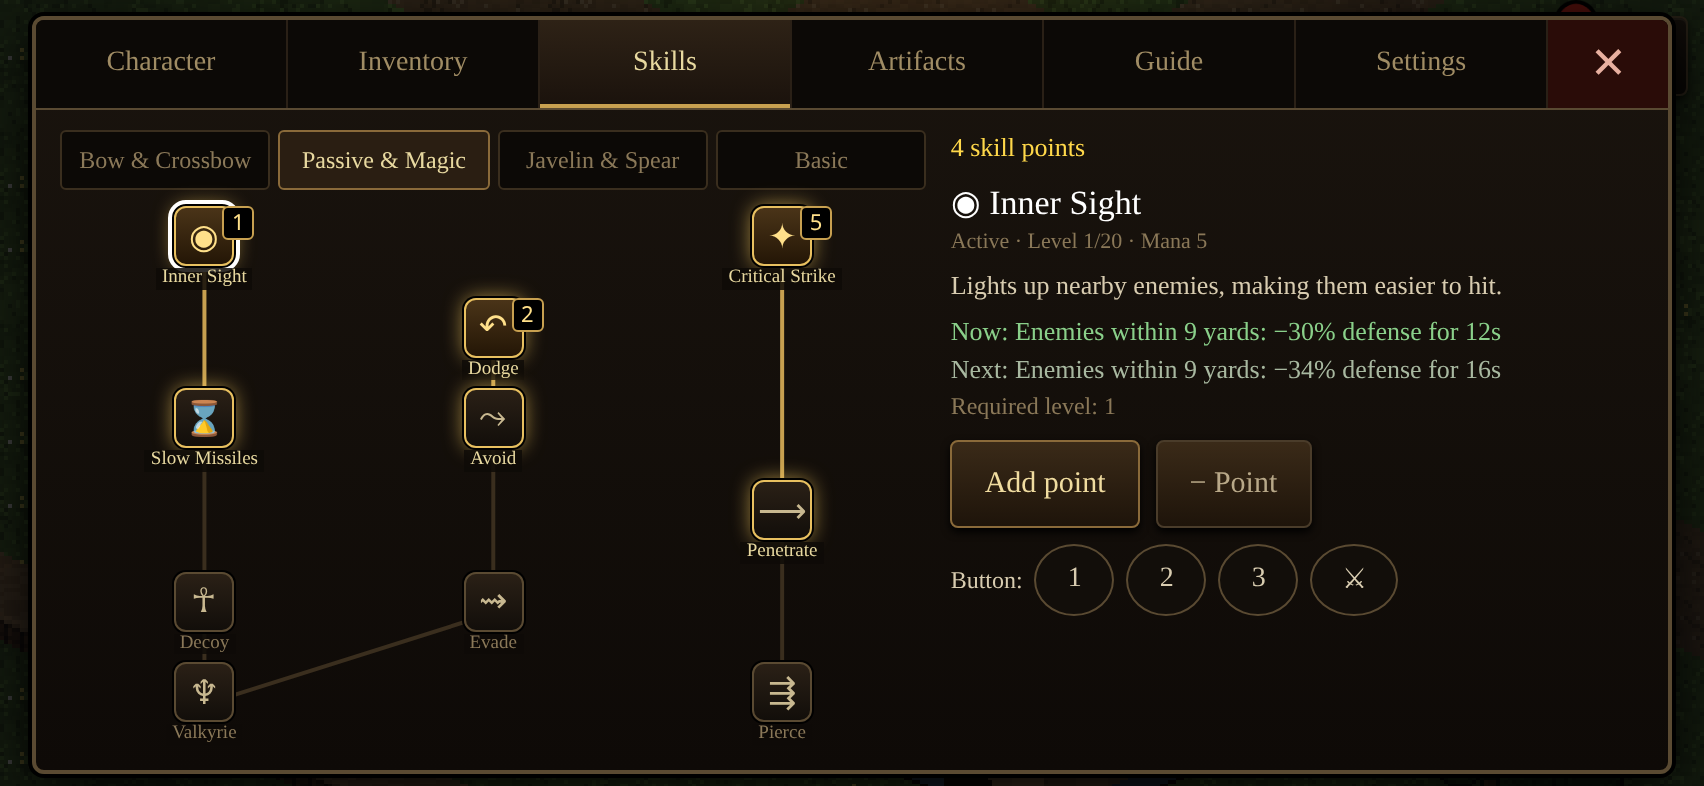 Character
Inventory
Skills
Artifacts
Guide
Settings
✕
Bow & Crossbow
Passive & Magic
Javelin & Spear
Basic
1
Inner Sight
5
Critical Strike
2
Dodge
Slow Missiles
Avoid
Penetrate
Decoy
Evade
Valkyrie
Pierce
4 skill points
◉ Inner Sight
Active · Level 1/20 · Mana 5
Lights up nearby enemies, making them easier to hit.
Now: Enemies within 9 yards: −30% defense for 12s
Next: Enemies within 9 yards: −34% defense for 16s
Required level: 1
Add point
− Point
Button: 1 2 3 ⚔